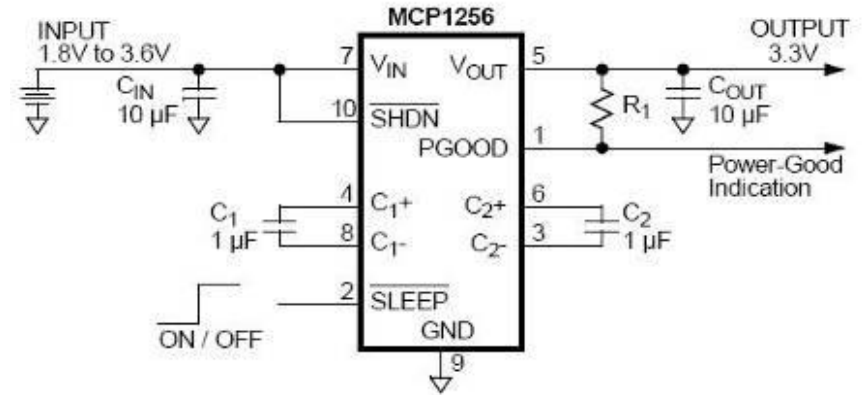 MCP1256
INPUT
1.8V to 3.6V
OUTPUT
3.3V
7
VIN
VOUT
5
CIN
10 µF
10
SHDN
R1
COUT
10 µF
PGOOD
1
Power-Good
Indication
4
C1+
C2+
6
C1
1 µF
C2
1 µF
8
C1-
C2-
3
2
SLEEP
ON / OFF
GND
9